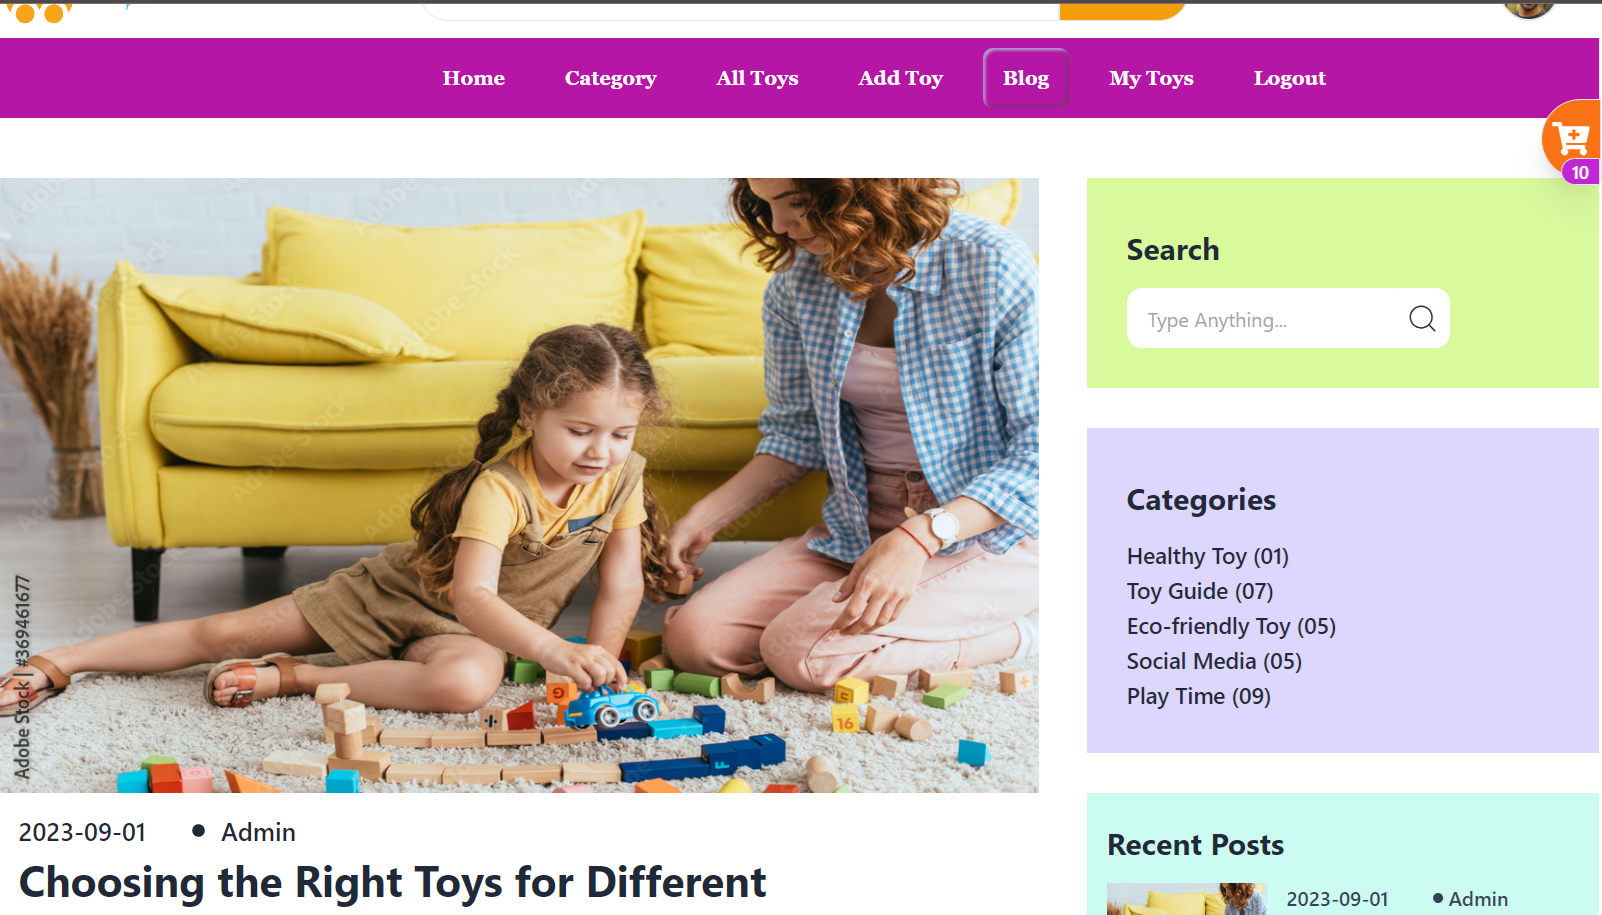 Home Category All Toys Add Toy Blog My Toys Logout
10
Adobe Stock | #369461677
16
F
2023-09-01 • Admin
Choosing the Right Toys for Different
Search
Type Anything...
Categories
Healthy Toy (01)
Toy Guide (07)
Eco-friendly Toy (05)
Social Media (05)
Play Time (09)
Recent Posts
2023-09-01 • Admin